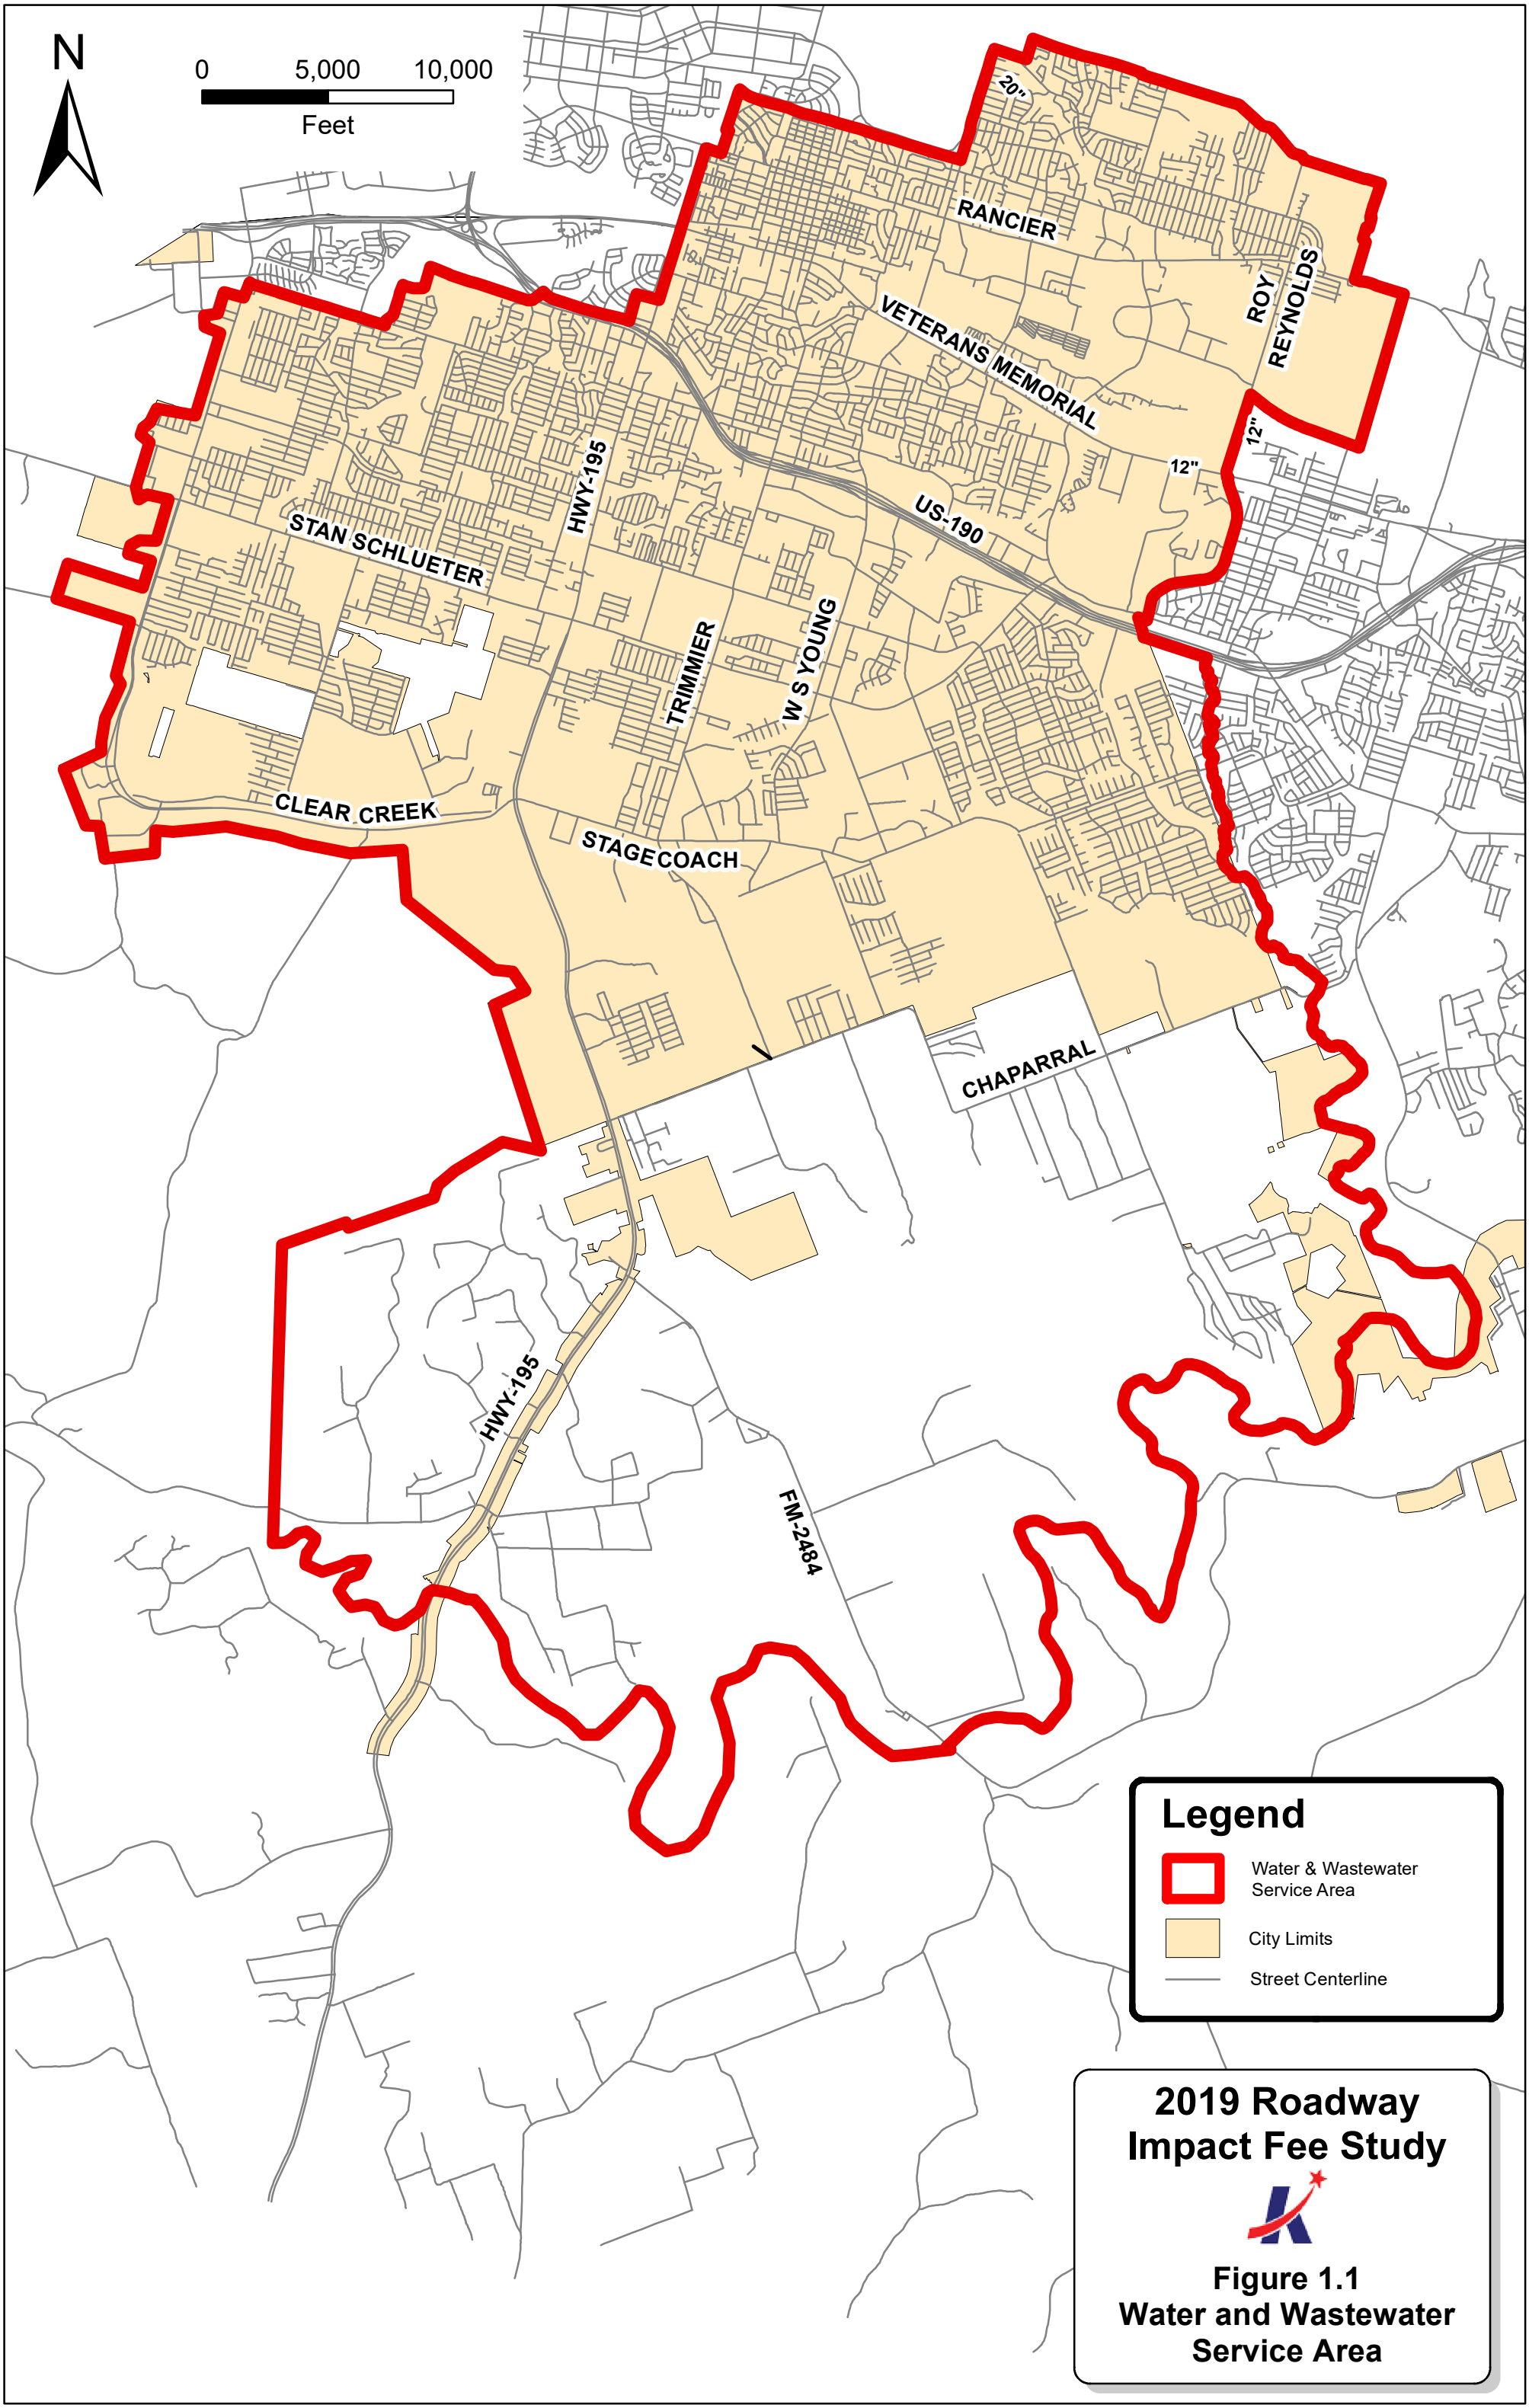 N
0 5,000 10,000
Feet
20"
RANCIER
ROY
REYNOLDS
VETERANS MEMORIAL
12"
12"
HWY-195
US-190
STAN SCHLUETER
TRIMMIER
W S YOUNG
CLEAR CREEK
STAGECOACH
CHAPARRAL
HWY-195
FM-2484
Legend
Water & Wastewater
Service Area
City Limits
Street Centerline
2019 Roadway
Impact Fee Study
K
Figure 1.1
Water and Wastewater
Service Area